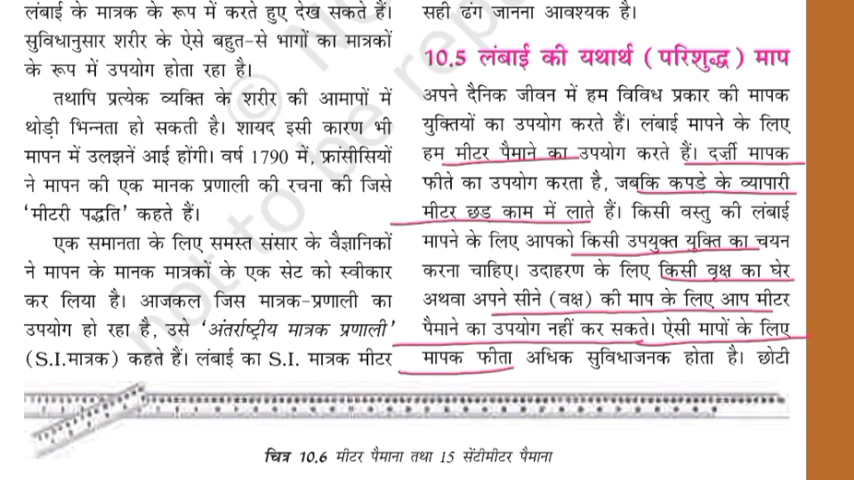 लंबाई के मात्रक के रूप में करते हुए देख सकते हैं।
सुविधानुसार शरीर के ऐसे बहुत-से भागों का मात्रकों
के रूप में उपयोग होता रहा है।
तथापि प्रत्येक व्यक्ति के शरीर की आमापों में
थोड़ी भिन्नता हो सकती है। शायद इसी कारण भी
मापन में उलझनें आई होंगी। वर्ष 1790 में, फ्रांसीसियों
ने मापन की एक मानक प्रणाली की रचना की जिसे
‘मीटरी पद्धति’ कहते हैं।
एक समानता के लिए समस्त संसार के वैज्ञानिकों
ने मापन के मानक मात्रकों के एक सेट को स्वीकार
कर लिया है। आजकल जिस मात्रक-प्रणाली का
उपयोग हो रहा है, उसे ‘अंतर्राष्ट्रीय मात्रक प्रणाली’
(S.I.मात्रक) कहते हैं। लंबाई का S.I. मात्रक मीटर
सही ढंग जानना आवश्यक है।
10.5 लंबाई की यथार्थ ( परिशुद्ध ) माप
अपने दैनिक जीवन में हम विविध प्रकार की मापक
युक्तियों का उपयोग करते हैं। लंबाई मापने के लिए
हम मीटर पैमाने का उपयोग करते हैं। दर्ज़ी मापक
फीते का उपयोग करता है, जबकि कपड़े के व्यापारी
मीटर छड़ काम में लाते हैं। किसी वस्तु की लंबाई
मापने के लिए आपको किसी उपयुक्त युक्ति का चयन
करना चाहिए। उदाहरण के लिए किसी वृक्ष का घेर
अथवा अपने सीने (वक्ष) की माप के लिए आप मीटर
पैमाने का उपयोग नहीं कर सकते। ऐसी मापों के लिए
मापक फीता अधिक सुविधाजनक होता है। छोटी
चित्र 10.6 मीटर पैमाना तथा 15 सेंटीमीटर पैमाना